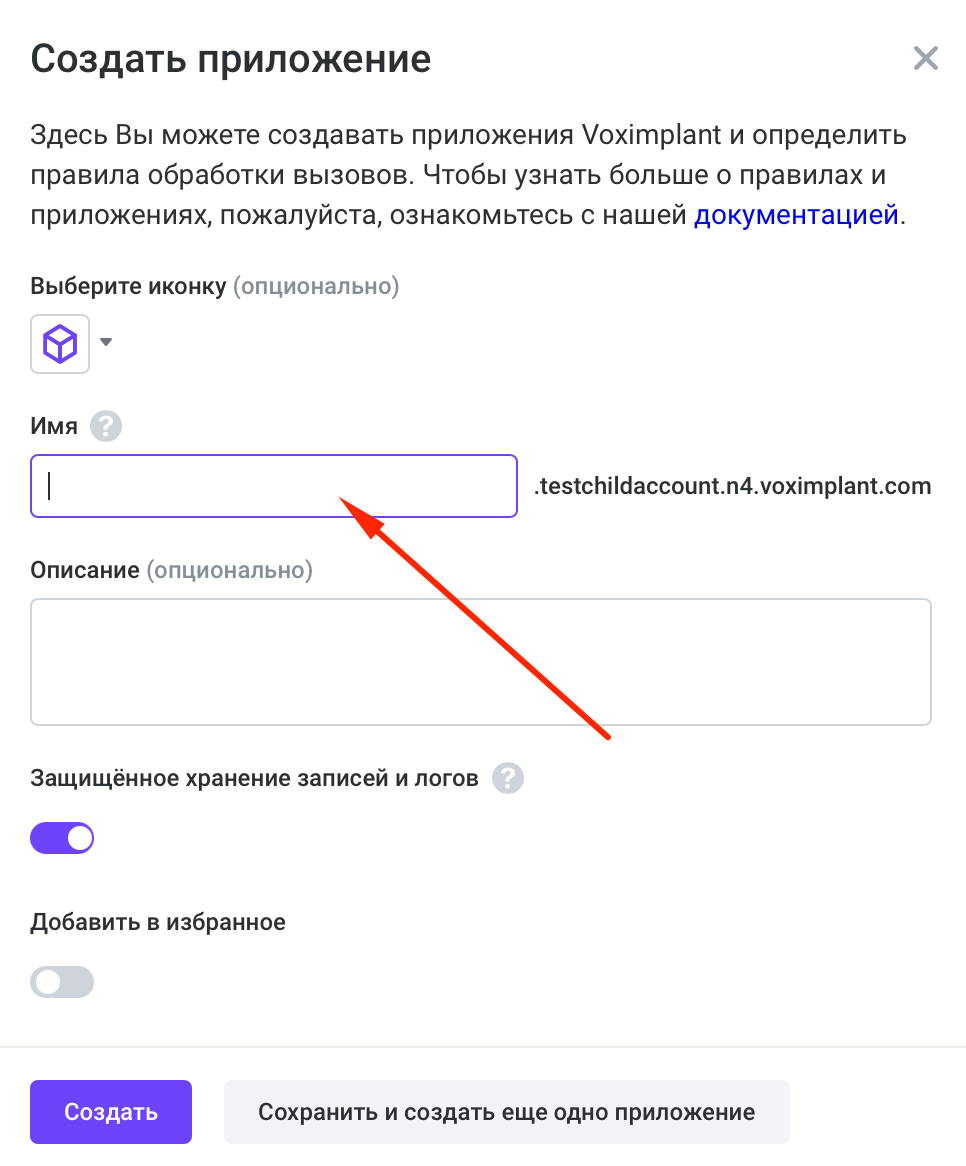 Создать приложение
Здесь Вы можете создавать приложения Voximplant и определить
правила обработки вызовов. Чтобы узнать больше о правилах и
приложениях, пожалуйста, ознакомьтесь с нашей документацией.
Выберите иконку (опционально)
Имя ?
.testchildaccount.n4.voximplant.com
Описание (опционально)
Защищённое хранение записей и логов ?
Добавить в избранное
Создать
Сохранить и создать еще одно приложение